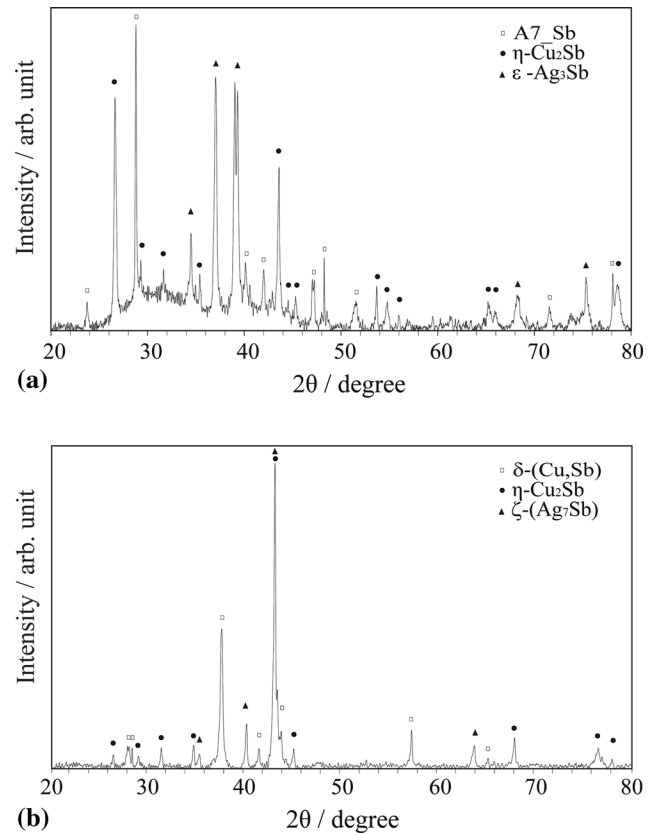 A7_Sb
η-Cu₂Sb
ε -Ag₃Sb
Intensity / arb. unit
20 30 40 50 60 70 80
(a)
2θ / degree
δ-(Cu,Sb)
η-Cu₂Sb
ζ-(Ag₇Sb)
Intensity / arb. unit
20 30 40 50 60 70 80
(b)
2θ / degree